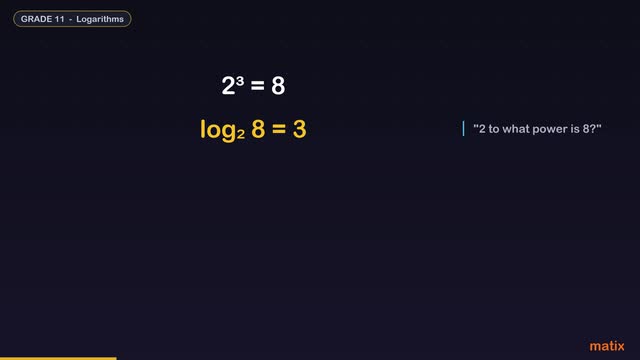 GRADE 11 - Logarithms
2³ = 8
log₂ 8 = 3
"2 to what power is 8?"
matix